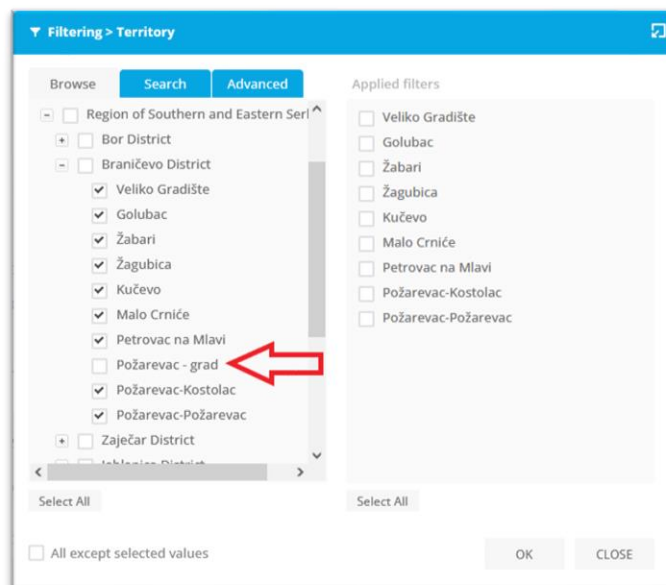 Filtering > Territory
Browse
Search
Advanced
Applied filters
Region of Southern and Eastern Serl
Bor District
Braničevo District
Veliko Gradište
Golubac
Žabari
Žagubica
Kučevo
Malo Crniće
Petrovac na Mlavi
Požarevac - grad
Požarevac-Kostolac
Požarevac-Požarevac
Zaječar District
Jablanica District
Select All
Veliko Gradište
Golubac
Žabari
Žagubica
Kučevo
Malo Crniće
Petrovac na Mlavi
Požarevac-Kostolac
Požarevac-Požarevac
Select All
All except selected values
OK
CLOSE